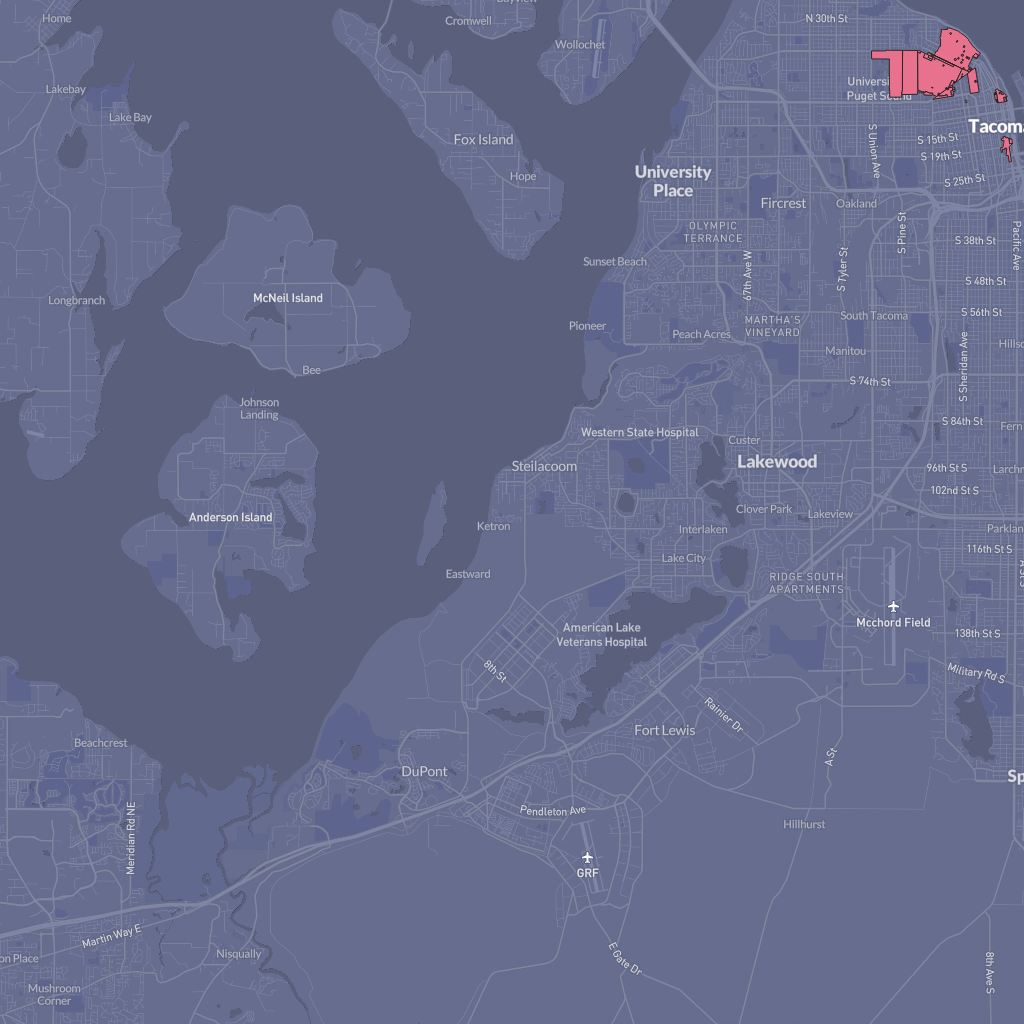 Bayview
Home
Cromwell
N 30th St
Wollochet
Lakebay
Universi
Puget Sound
Lake Bay
Tacoma
Fox Island
S 15th St
S Union Ave
S 19th St
Hope
University
Place
S 25th St
Fircrest
Oakland
OLYMPIC
TERRANCE
S Pine St
S 38th St
Pacific Ave
Sunset Beach
67th Ave W
S Tyler St
S 48th St
McNeil Island
Longbranch
S 56th St
South Tacoma
Pioneer
MARTHA'S
VINEYARD
Peach Acres
Hillsd
Manitou
S Sheridan Ave
Bee
S 74th St
Johnson
Landing
S 84th St
Fern
Western State Hospital
Custer
Lakewood
Steilacoom
96th St S
Larchm
102nd St S
Anderson Island
Clover Park
Lakeview
Ketron
Interlaken
Parklan
116th St S
Lake City
Eastward
RIDGE SOUTH
APARTMENTS
A St S
Mcchord Field
American Lake
Veterans Hospital
138th St S
8th St
Military Rd S
Rainier Dr
Fort Lewis
Beachcrest
A St
DuPont
Sp
Pendleton Ave
Meridian Rd NE
Hillhurst
GRF
Martin Way E
Nisqually
on Place
E Gate Dr
8th Ave S
Mushroom
Corner